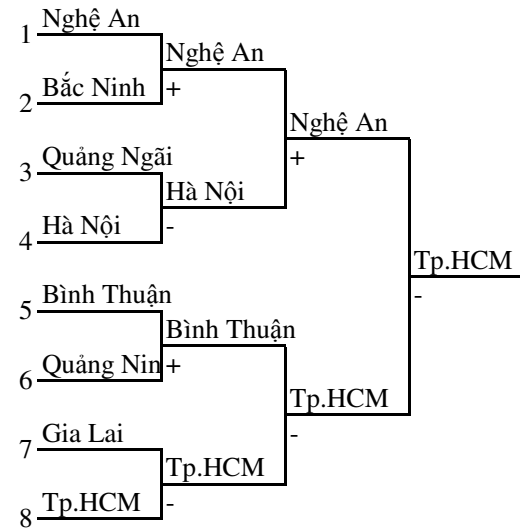 Nghệ An
1
Nghệ An
Bắc Ninh
+
2
Nghệ An
Quảng Ngãi
+
3
Hà Nội
Hà Nội
-
4
Tp.HCM
Bình Thuận
-
5
Bình Thuận
Quảng Nin
+
6
Tp.HCM
Gia Lai
-
7
Tp.HCM
Tp.HCM
-
8